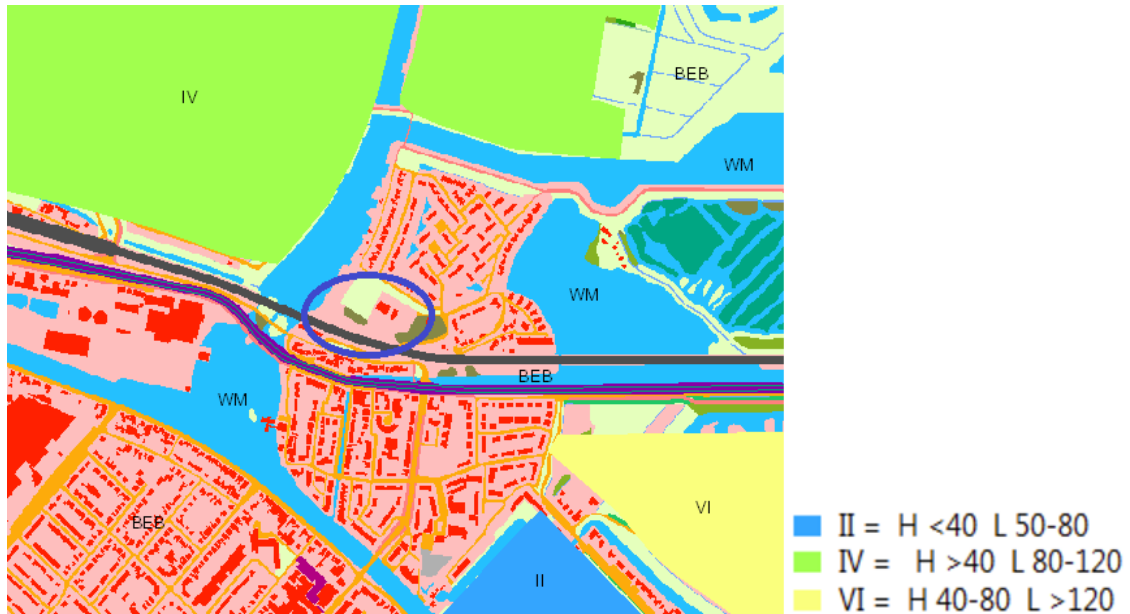 IV
BEB
WM
WM
BEB
WM
VI
BEB
II
II = H <40 L 50-80
IV = H >40 L 80-120
VI = H 40-80 L >120